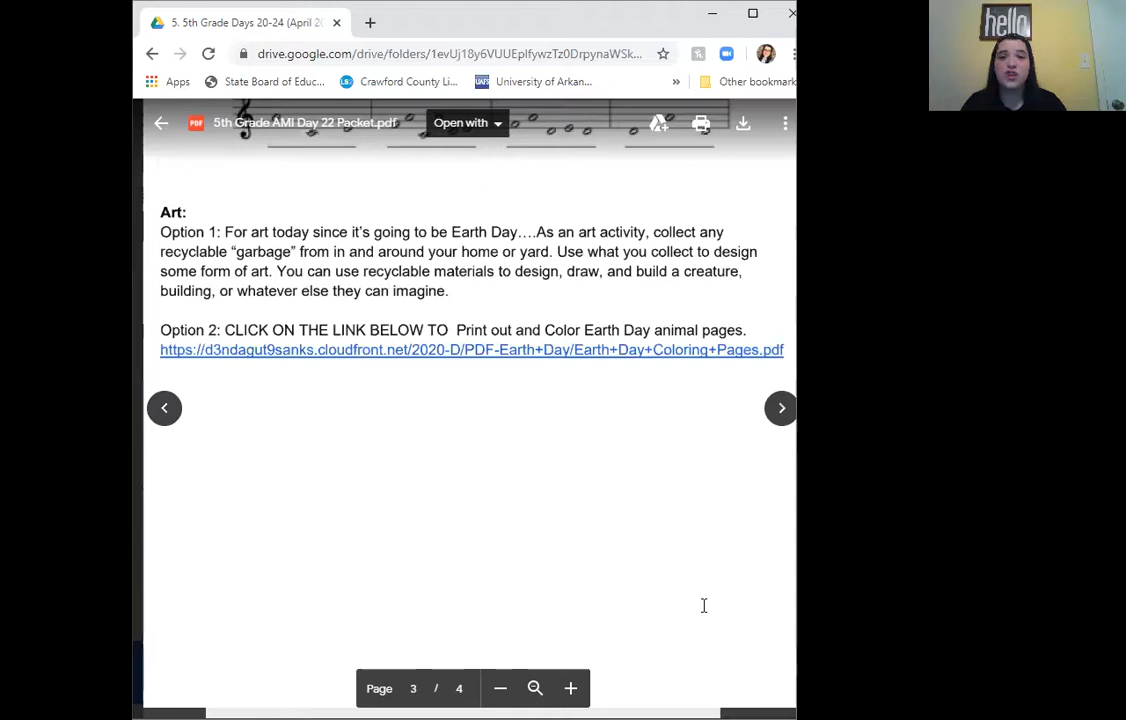 5. 5th Grade Days 20-24 (April 20
drive.google.com/drive/folders/1evUj18y6VUUEplfywzTz0DrpynaWSk...
Apps
State Board of Educ...
Crawford County Li...
University of Arkan...
»
Other bookmark
PDF
5th Grade AMI Day 22 Packet.pdf
Open with
Art:
Option 1: For art today since it's going to be Earth Day....As an art activity, collect any
recyclable "garbage" from in and around your home or yard. Use what you collect to design
some form of art. You can use recyclable materials to design, draw, and build a creature,
building, or whatever else they can imagine.
Option 2: CLICK ON THE LINK BELOW TO Print out and Color Earth Day animal pages.
https://d3ndagut9sanks.cloudfront.net/2020-D/PDF-Earth+Day/Earth+Day+Coloring+Pages.pdf
Page 3 / 4
hello